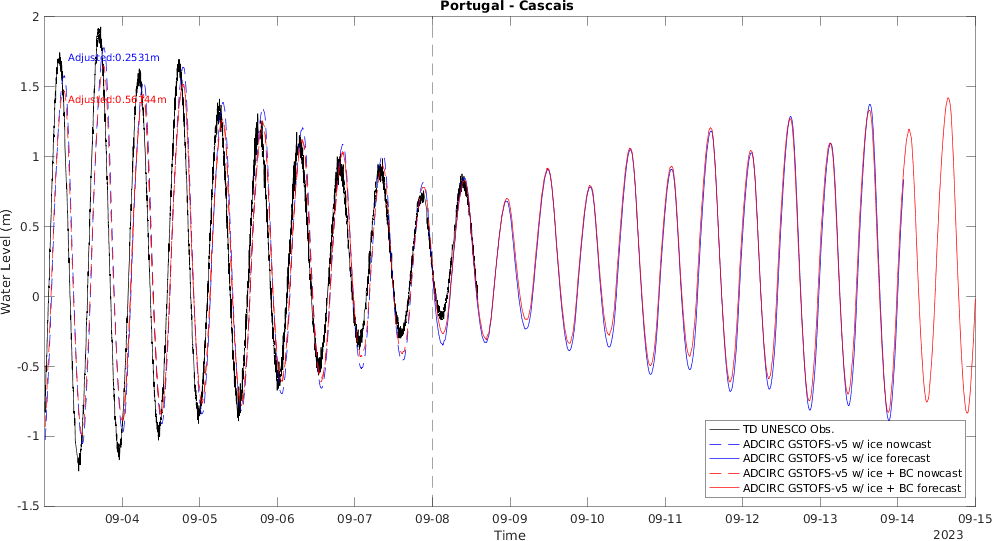 Portugal - Cascais
2
1.5
1
0.5
0
-0.5
-1
-1.5
Water Level (m)
Adjusted:0.2531m
Adjusted:0.56744m
TD UNESCO Obs.
ADCIRC GSTOFS-v5 w/ ice nowcast
ADCIRC GSTOFS-v5 w/ ice forecast
ADCIRC GSTOFS-v5 w/ ice + BC nowcast
ADCIRC GSTOFS-v5 w/ ice + BC forecast
09-04 09-05 09-06 09-07 09-08 09-09 09-10 09-11 09-12 09-13 09-14 09-15
Time
2023